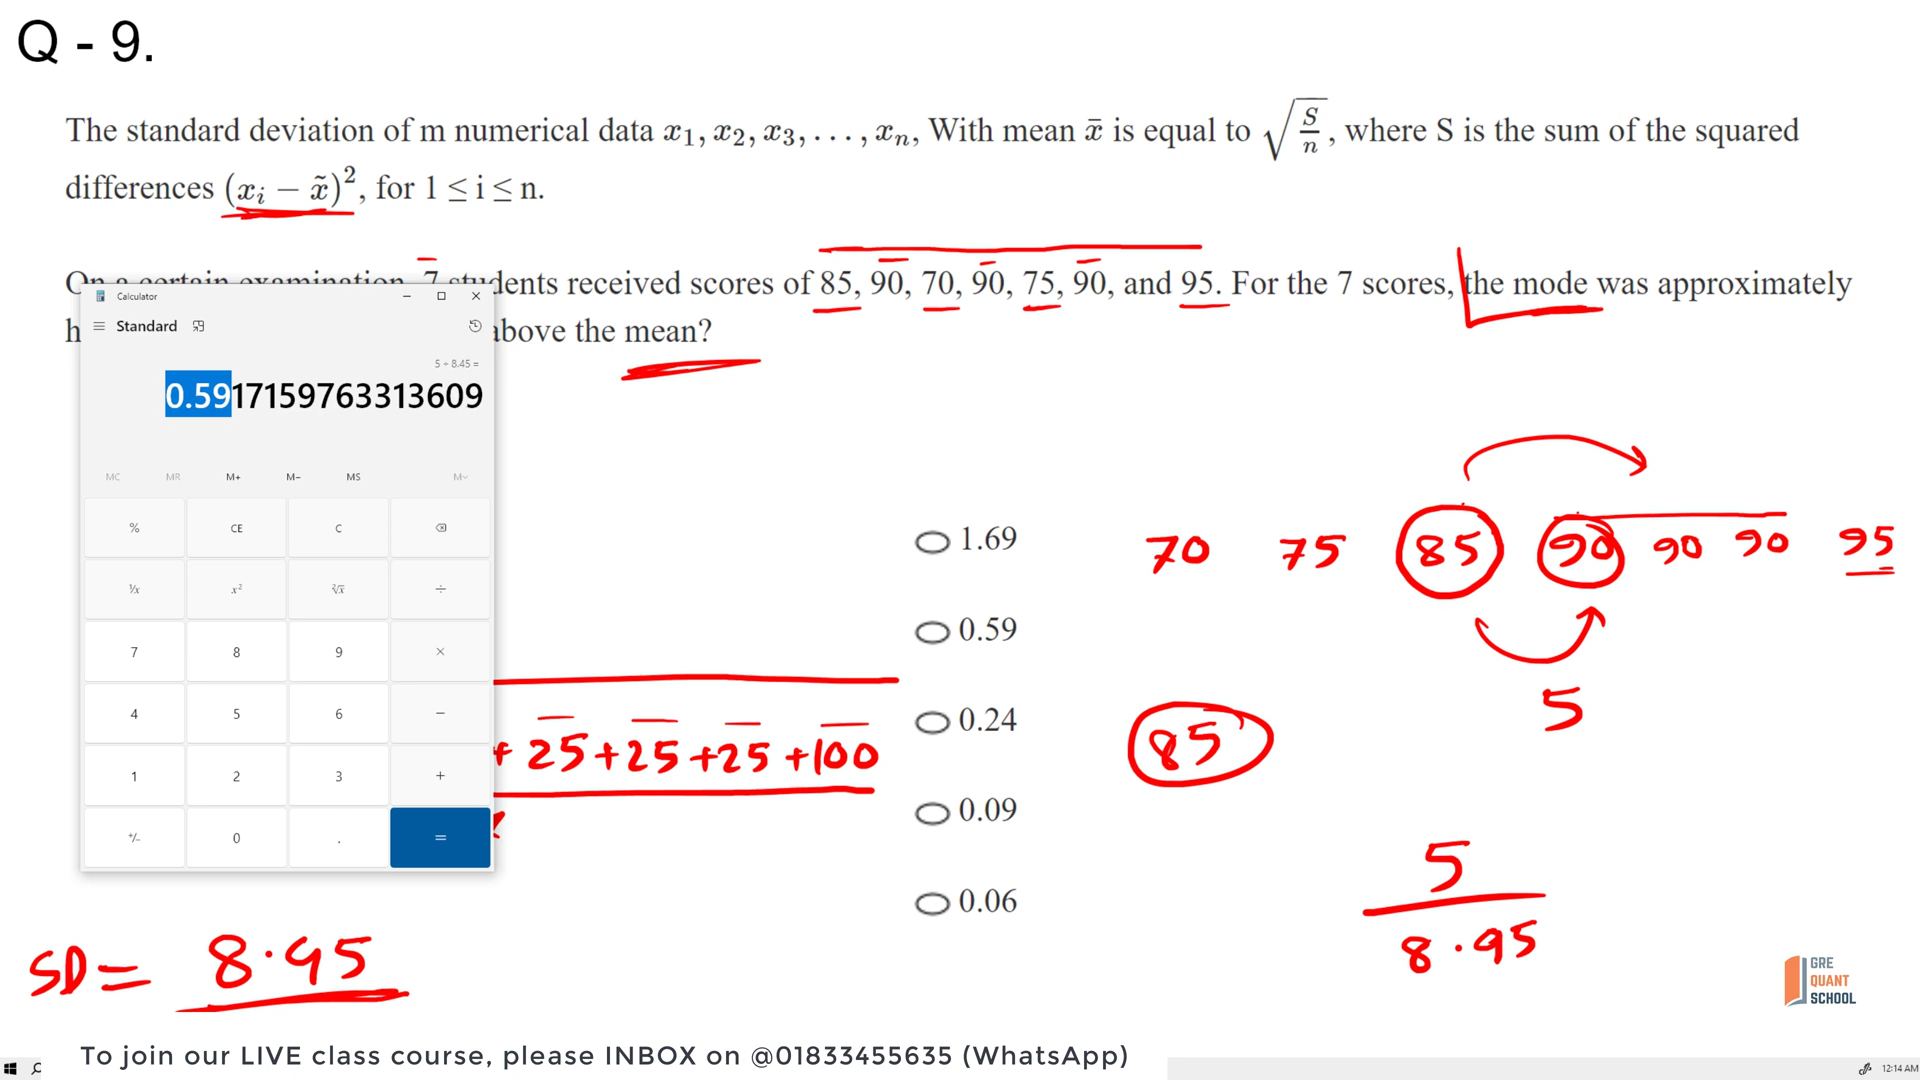 Q - 9.
The standard deviation of m numerical data x₁, x₂, x₃, . . . , xₙ, With mean x̄ is equal to √(S/n), where S is the sum of the squared
differences (xᵢ − x̃)², for 1 ≤ i ≤ n.
On a certain examination, 7 students received scores of 85, 90, 70, 90, 75, 90, and 95. For the 7 scores, the mode was approximately
h above the mean?
Calculator
Standard
5 ÷ 8.45 =
0.5917159763313609
MC MR M+ M− MS M˅
% CE C ⌫
¹/x x² ²√x ÷
7 8 9 ×
4 5 6 −
1 2 3 +
+/− 0 . =
1.69
0.59
0.24
0.09
0.06
70 75 85 90 90 90 95
5
85
+ 25 + 25 + 25 + 100
5
8.45
SD = 8.45
GRE
QUANT
SCHOOL
To join our LIVE class course, please INBOX on @01833455635 (WhatsApp)
12:14 AM